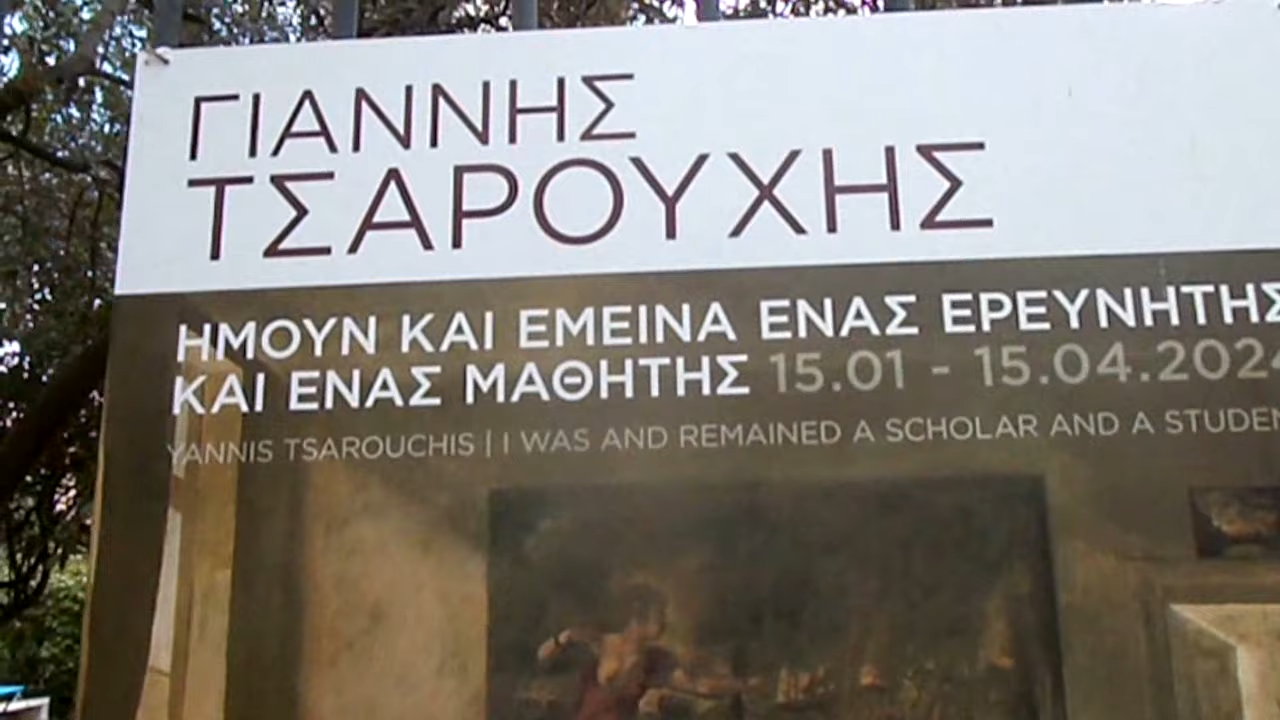 ΓΙΑΝΝΗΣ
ΤΣΑΡΟΥΧΗΣ
ΗΜΟΥΝ ΚΑΙ ΕΜΕΙΝΑ ΕΝΑΣ ΕΡΕΥΝΗΤΗΣ
ΚΑΙ ΕΝΑΣ ΜΑΘΗΤΗΣ 15.01 - 15.04.2024
YANNIS TSAROUCHIS | I WAS AND REMAINED A SCHOLAR AND A STUDEN